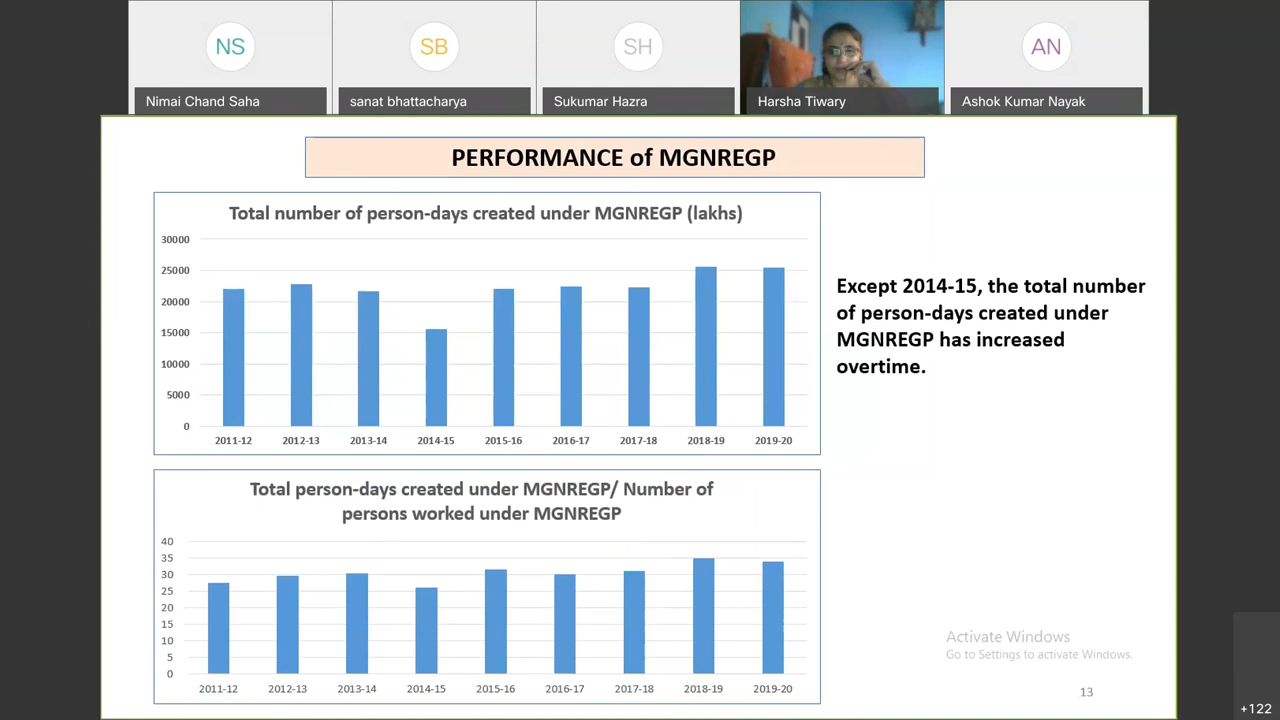 NS
SB
SH
AN
Nimai Chand Saha
sanat bhattacharya
Sukumar Hazra
Harsha Tiwary
Ashok Kumar Nayak
PERFORMANCE of MGNREGP
Total number of person-days created under MGNREGP (lakhs)
30000
25000
20000
15000
10000
5000
0
2011-12 2012-13 2013-14 2014-15 2015-16 2016-17 2017-18 2018-19 2019-20
Except 2014-15, the total number
of person-days created under
MGNREGP has increased
overtime.
Total person-days created under MGNREGP/ Number of
persons worked under MGNREGP
40
35
30
25
20
15
10
5
0
2011-12 2012-13 2013-14 2014-15 2015-16 2016-17 2017-18 2018-19 2019-20
Activate Windows
Go to Settings to activate Windows.
13
+122